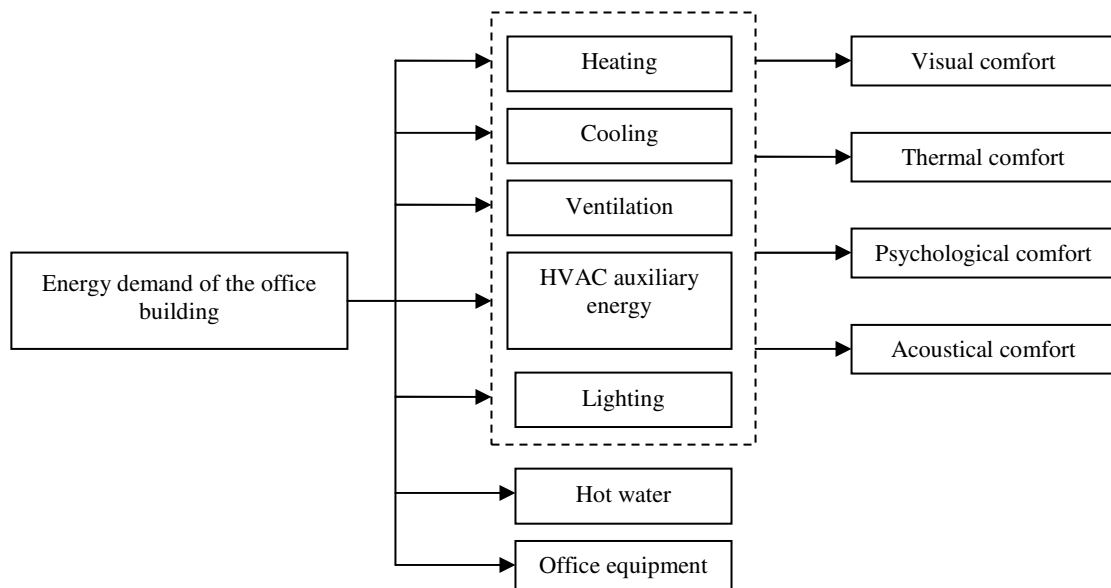 Heating
Cooling
Ventilation
HVAC auxiliary
energy
Lighting
Hot water
Office equipment
Energy demand of the office
building
Visual comfort
Thermal comfort
Psychological comfort
Acoustical comfort